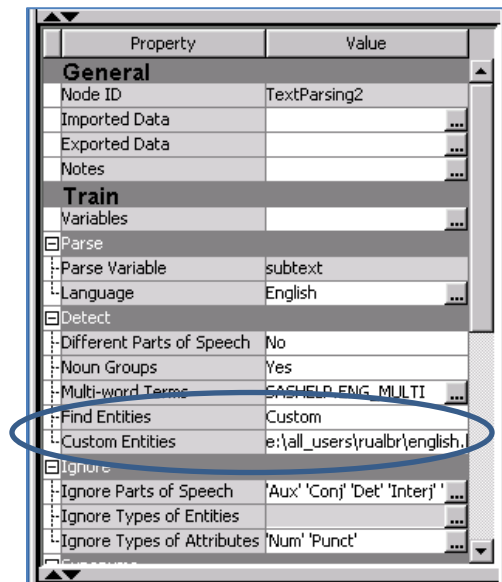 Property Value
General
Node ID TextParsing2
Imported Data ...
Exported Data ...
Notes ...
Train
Variables ...
Parse
Parse Variable subtext
Language English ...
Detect
Different Parts of Speech No
Noun Groups Yes
Multi-word Terms SASHELP.ENG_MULTI ...
Find Entities Custom
Custom Entities e:\all_users\rualbr\english.
Ignore
Ignore Parts of Speech 'Aux' 'Conj' 'Det' 'Interj' ' ...
Ignore Types of Entities ...
Ignore Types of Attributes 'Num' 'Punct' ...